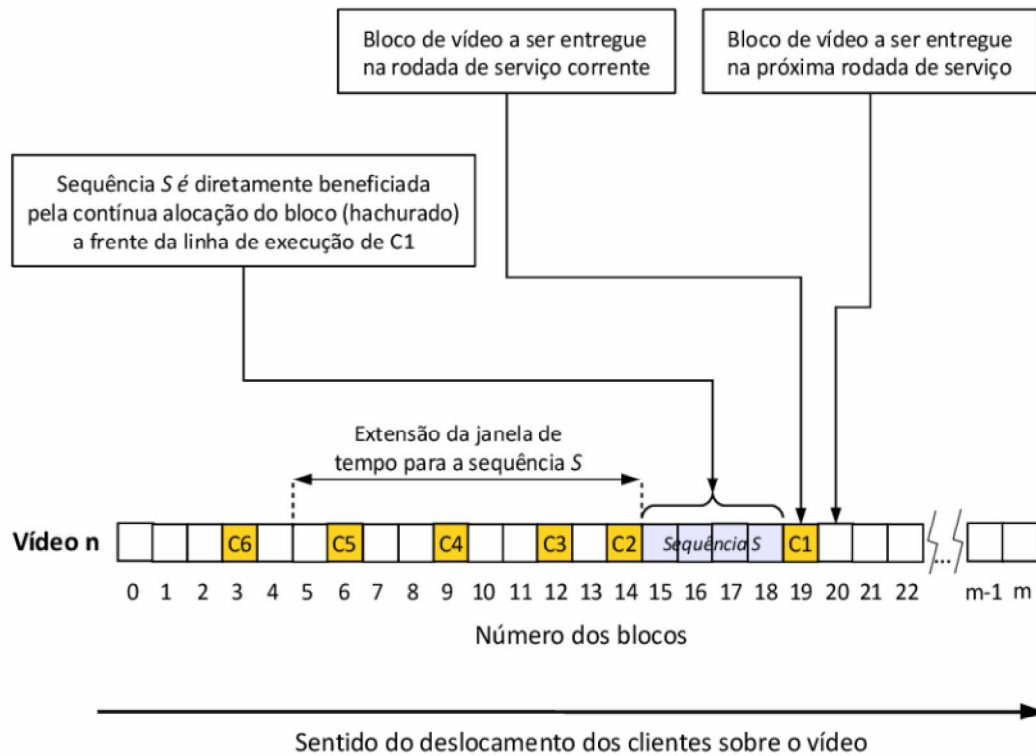 Bloco de vídeo a ser entregue
na rodada de serviço corrente
Bloco de vídeo a ser entregue
na próxima rodada de serviço
Sequência S é diretamente beneficiada
pela contínua alocação do bloco (hachurado)
a frente da linha de execução de C1
Extensão da janela de
tempo para a sequência S
Vídeo n C6 C5 C4 C3 C2 Sequência S C1 ...
0 1 2 3 4 5 6 7 8 9 10 11 12 13 14 15 16 17 18 19 20 21 22 m-1 m
Número dos blocos
Sentido do deslocamento dos clientes sobre o vídeo